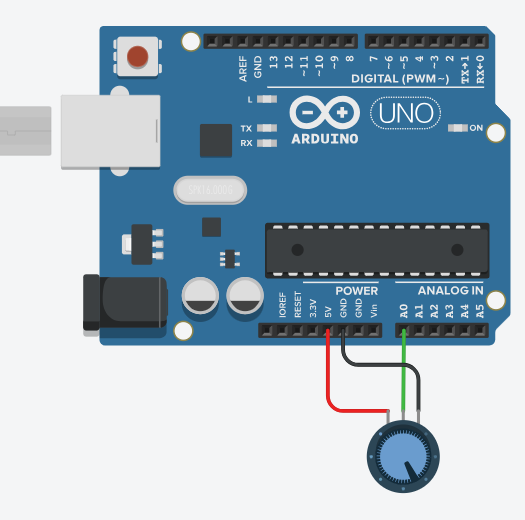 AREF
GND
13
12
~11
~10
~9
8
7
~6
~5
4
~3
2
TX→1
RX←0
DIGITAL (PWM~)
L
TX
RX
ARDUINO
UNO
ON
POWER
ANALOG IN
IOREF
RESET
3.3V
5V
GND
GND
Vin
A0
A1
A2
A3
A4
A5